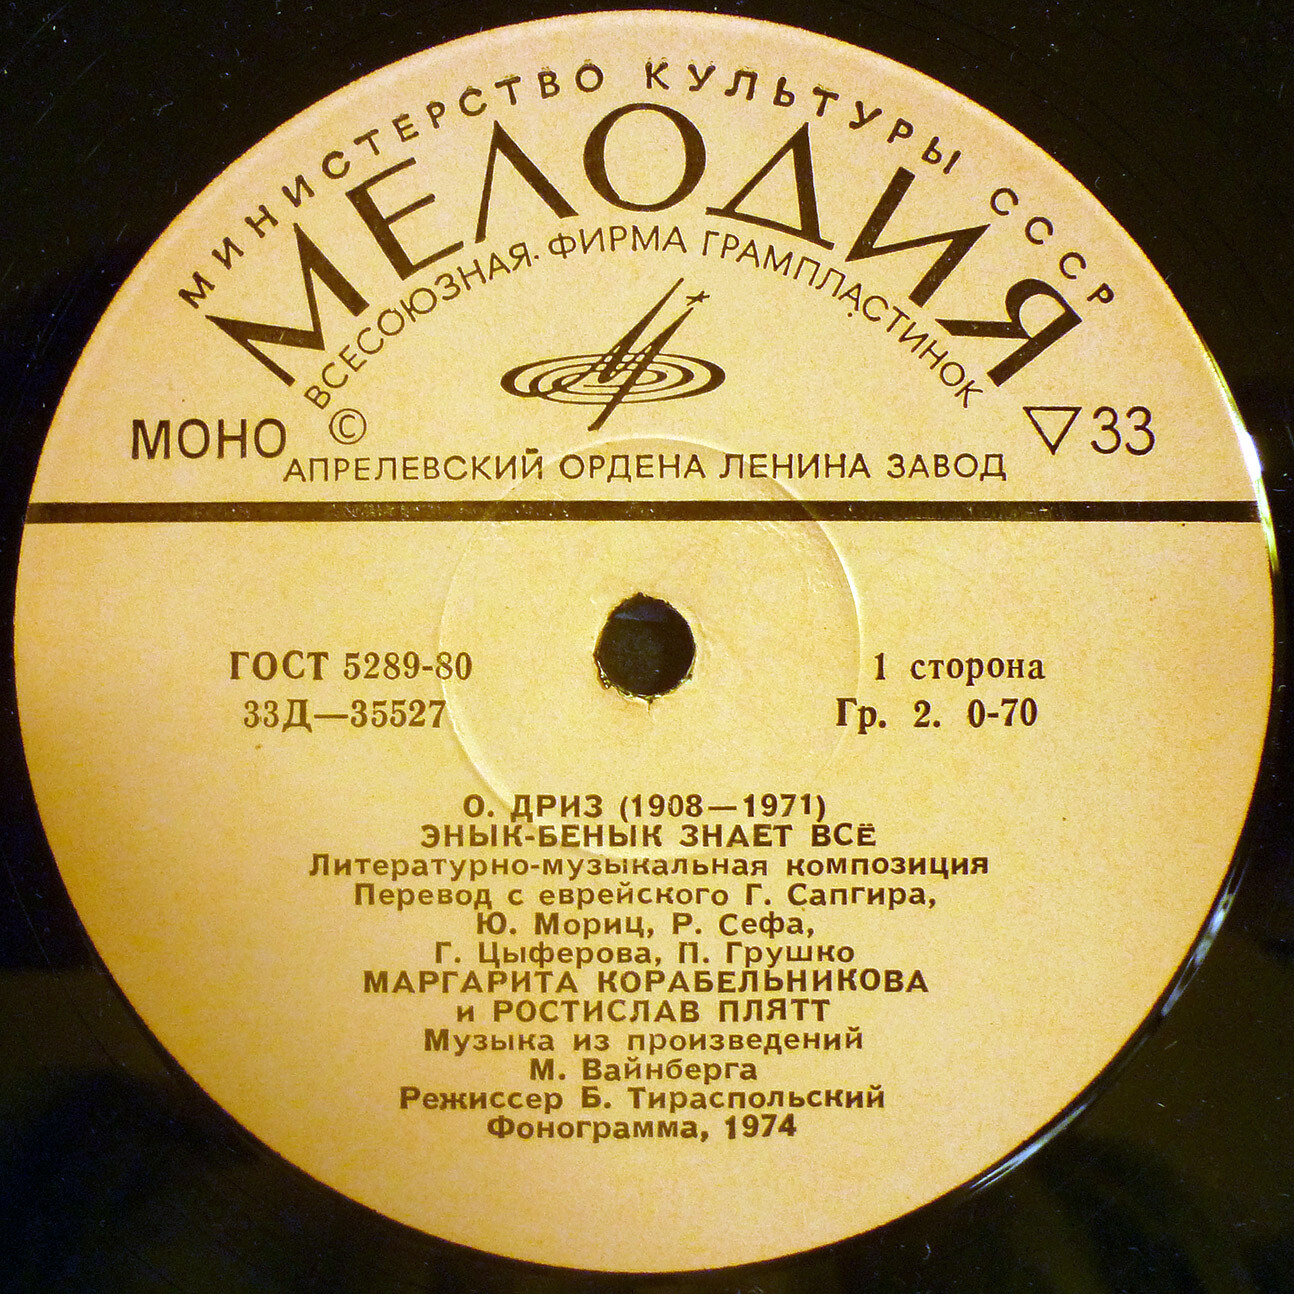 МИНИСТЕРСТВО КУЛЬТУРЫ СССР
МЕЛОДИЯ
ВСЕСОЮЗНАЯ ФИРМА ГРАМПЛАСТИНОК
МОНО © ▽33
АПРЕЛЕВСКИЙ ОРДЕНА ЛЕНИНА ЗАВОД
ГОСТ 5289-80 1 сторона
33Д—35527 Гр. 2. 0-70
О. ДРИЗ (1908—1971)
ЭНЫК-БЕНЫК ЗНАЕТ ВСЁ
Литературно-музыкальная композиция
Перевод с еврейского Г. Сапгира,
Ю. Мориц, Р. Сефа,
Г. Цыферова, П. Грушко
МАРГАРИТА КОРАБЕЛЬНИКОВА
и РОСТИСЛАВ ПЛЯТТ
Музыка из произведений
М. Вайнберга
Режиссер Б. Тираспольский
Фонограмма, 1974